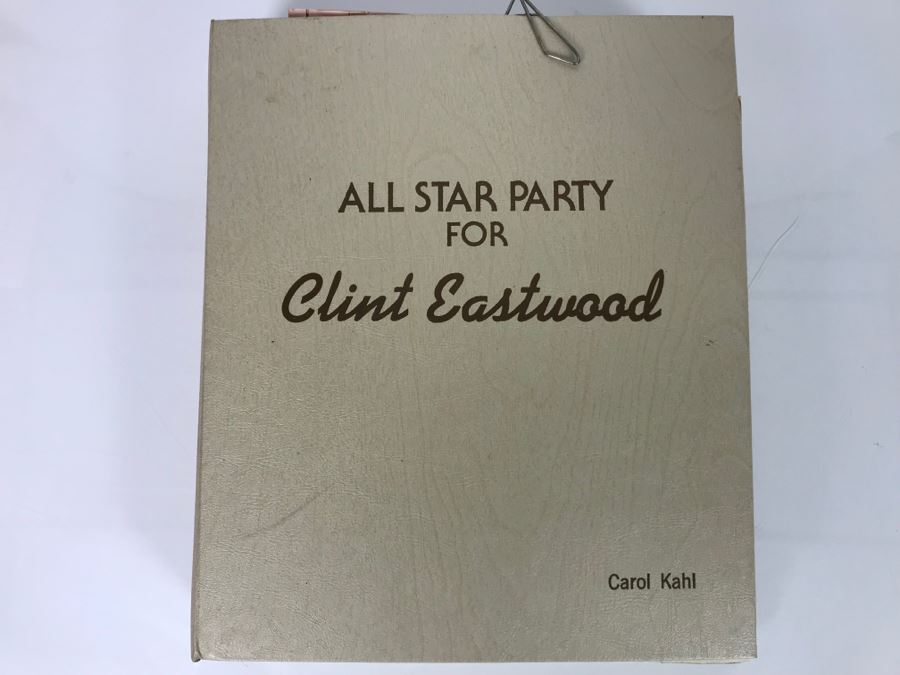 ALL STAR PARTY
FOR
Clint Eastwood
Carol Kahl